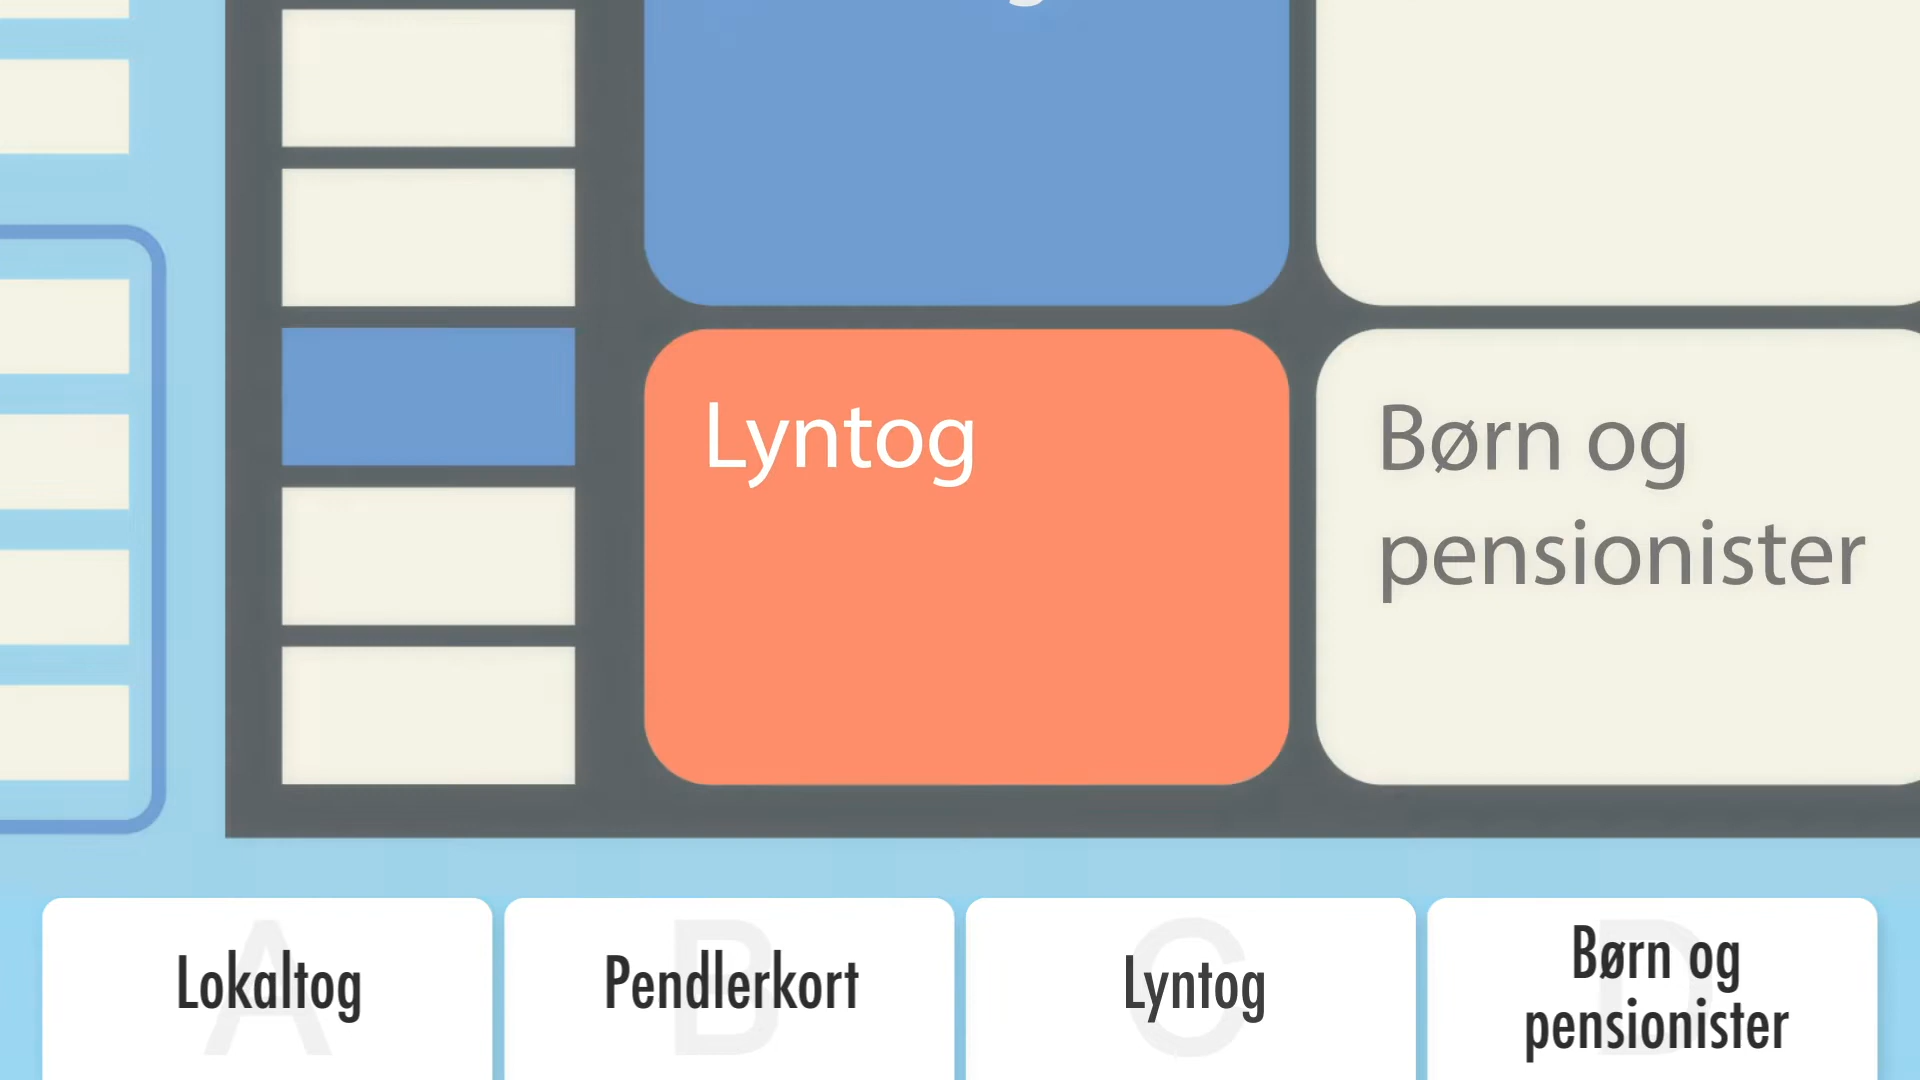 Lyntog
Børn og
pensionister
A
Lokaltog
B
Pendlerkort
C
Lyntog
D
Børn og
pensionister